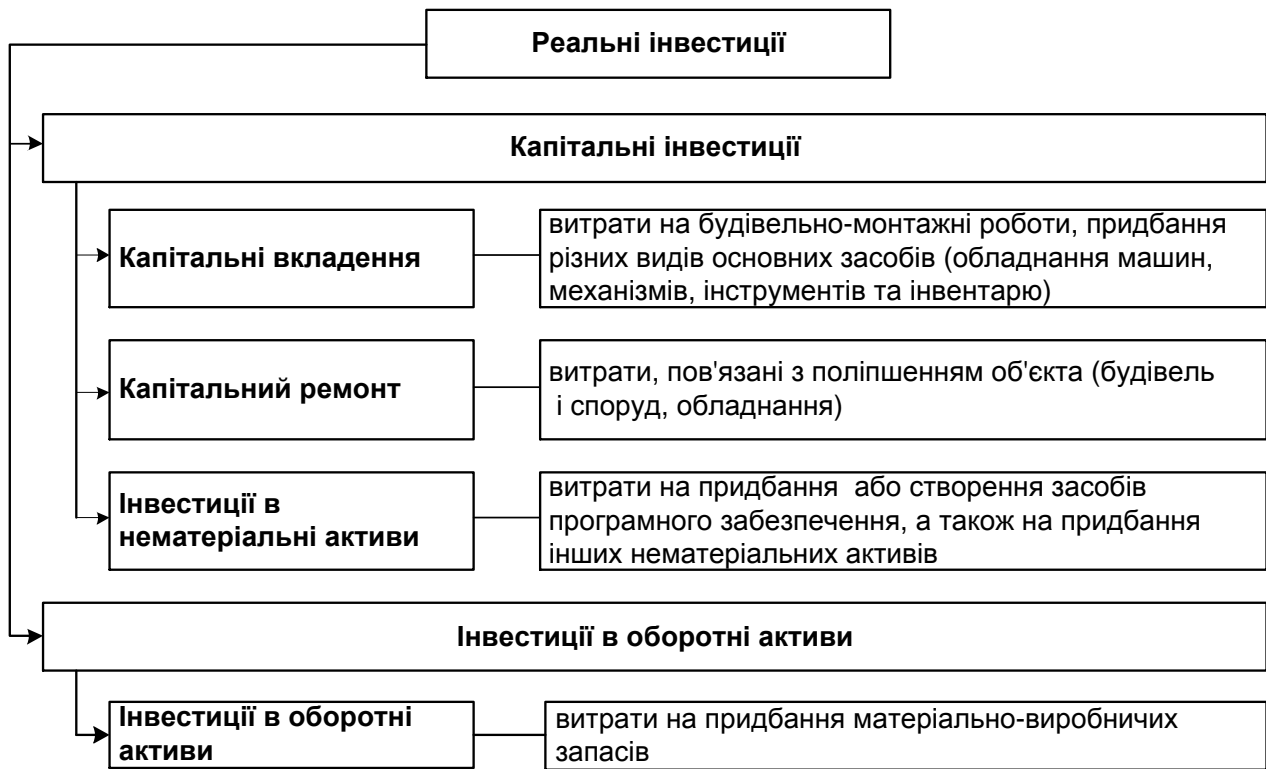 Реальні інвестиції
Капітальні інвестиції
Капітальні вкладення
витрати на будівельно-монтажні роботи, придбання
різних видів основних засобів (обладнання машин,
механізмів, інструментів та інвентарю)
Капітальний ремонт
витрати, пов'язані з поліпшенням об'єкта (будівель
і споруд, обладнання)
Інвестиції в
нематеріальні активи
витрати на придбання або створення засобів
програмного забезпечення, а також на придбання
інших нематеріальних активів
Інвестиції в оборотні активи
Інвестиції в оборотні
активи
витрати на придбання матеріально-виробничих
запасів